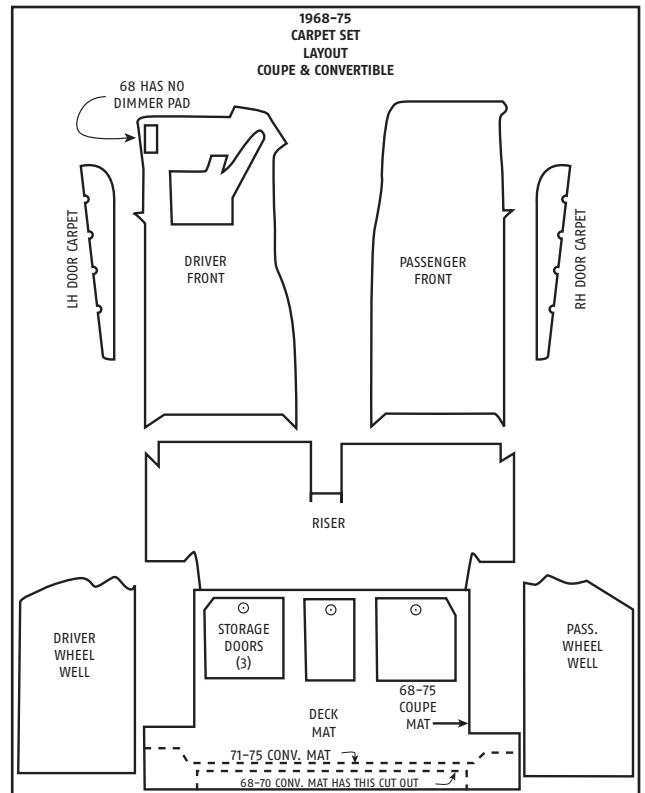 1968–75
CARPET SET
LAYOUT
COUPE & CONVERTIBLE
68 HAS NO
DIMMER PAD
LH DOOR CARPET
DRIVER
FRONT
PASSENGER
FRONT
RH DOOR CARPET
RISER
DRIVER
WHEEL
WELL
STORAGE
DOORS
(3)
PASS.
WHEEL
WELL
68–75
COUPE
MAT
DECK
MAT
71–75 CONV. MAT
68–70 CONV. MAT HAS THIS CUT OUT